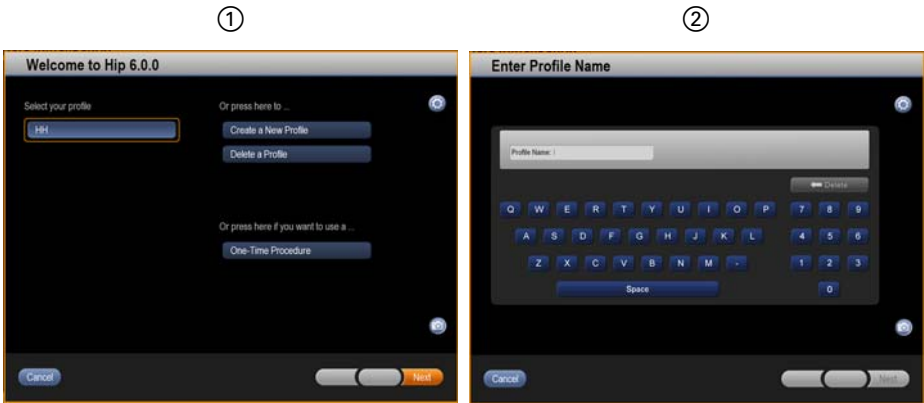 ①
②
Welcome to Hip 6.0.0
Select your profile
HH
Or press here to ...
Create a New Profile
Delete a Profile
Or press here if you want to use a ...
One-Time Procedure
Cancel
Next
Enter Profile Name
Profile Name:
Delete
Q W E R T Y U I O P 7 8 9
A S D F G H J K L 4 5 6
Z X C V B N M - 1 2 3
Space 0
Cancel
Next